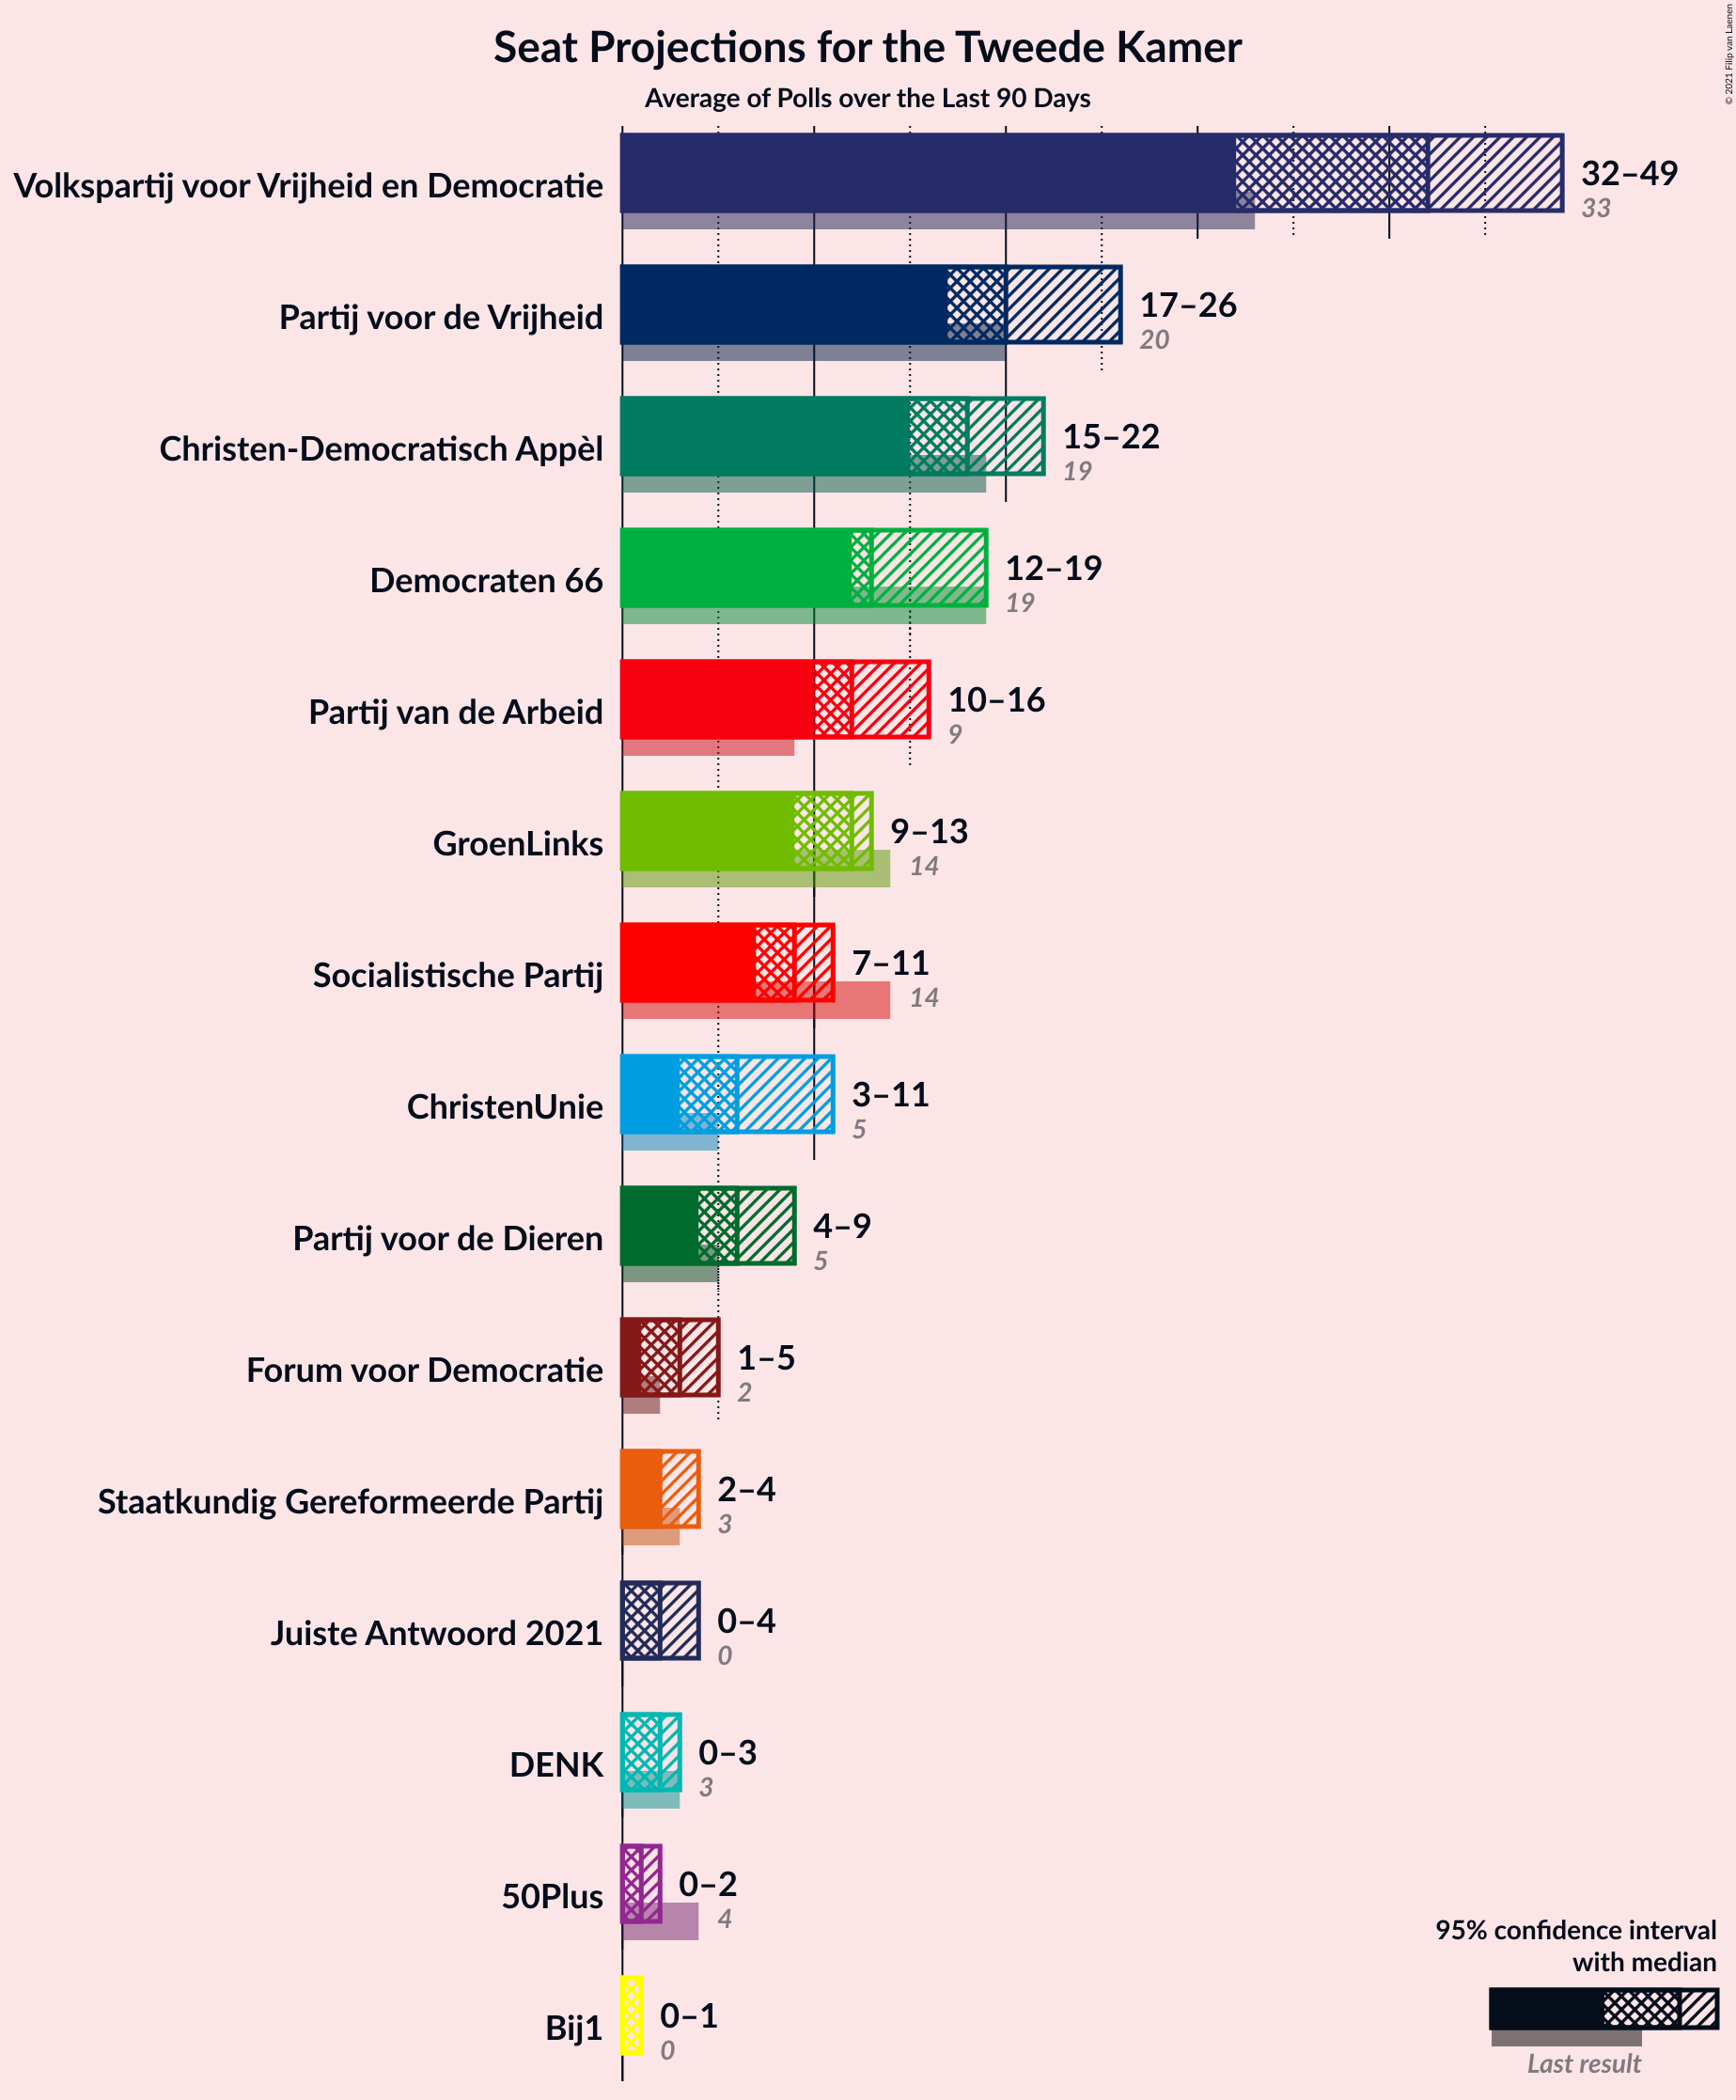 Seat Projections for the Tweede Kamer
Average of Polls over the Last 90 Days
© 2021 Filip van Laenen
Volkspartij voor Vrijheid en Democratie
32–49
33
Partij voor de Vrijheid
17–26
20
Christen-Democratisch Appèl
15–22
19
Democraten 66
12–19
19
Partij van de Arbeid
10–16
9
GroenLinks
9–13
14
Socialistische Partij
7–11
14
ChristenUnie
3–11
5
Partij voor de Dieren
4–9
5
Forum voor Democratie
1–5
2
Staatkundig Gereformeerde Partij
2–4
3
Juiste Antwoord 2021
0–4
0
DENK
0–3
3
50Plus
0–2
4
Bij1
0–1
0
95% confidence interval
with median
Last result